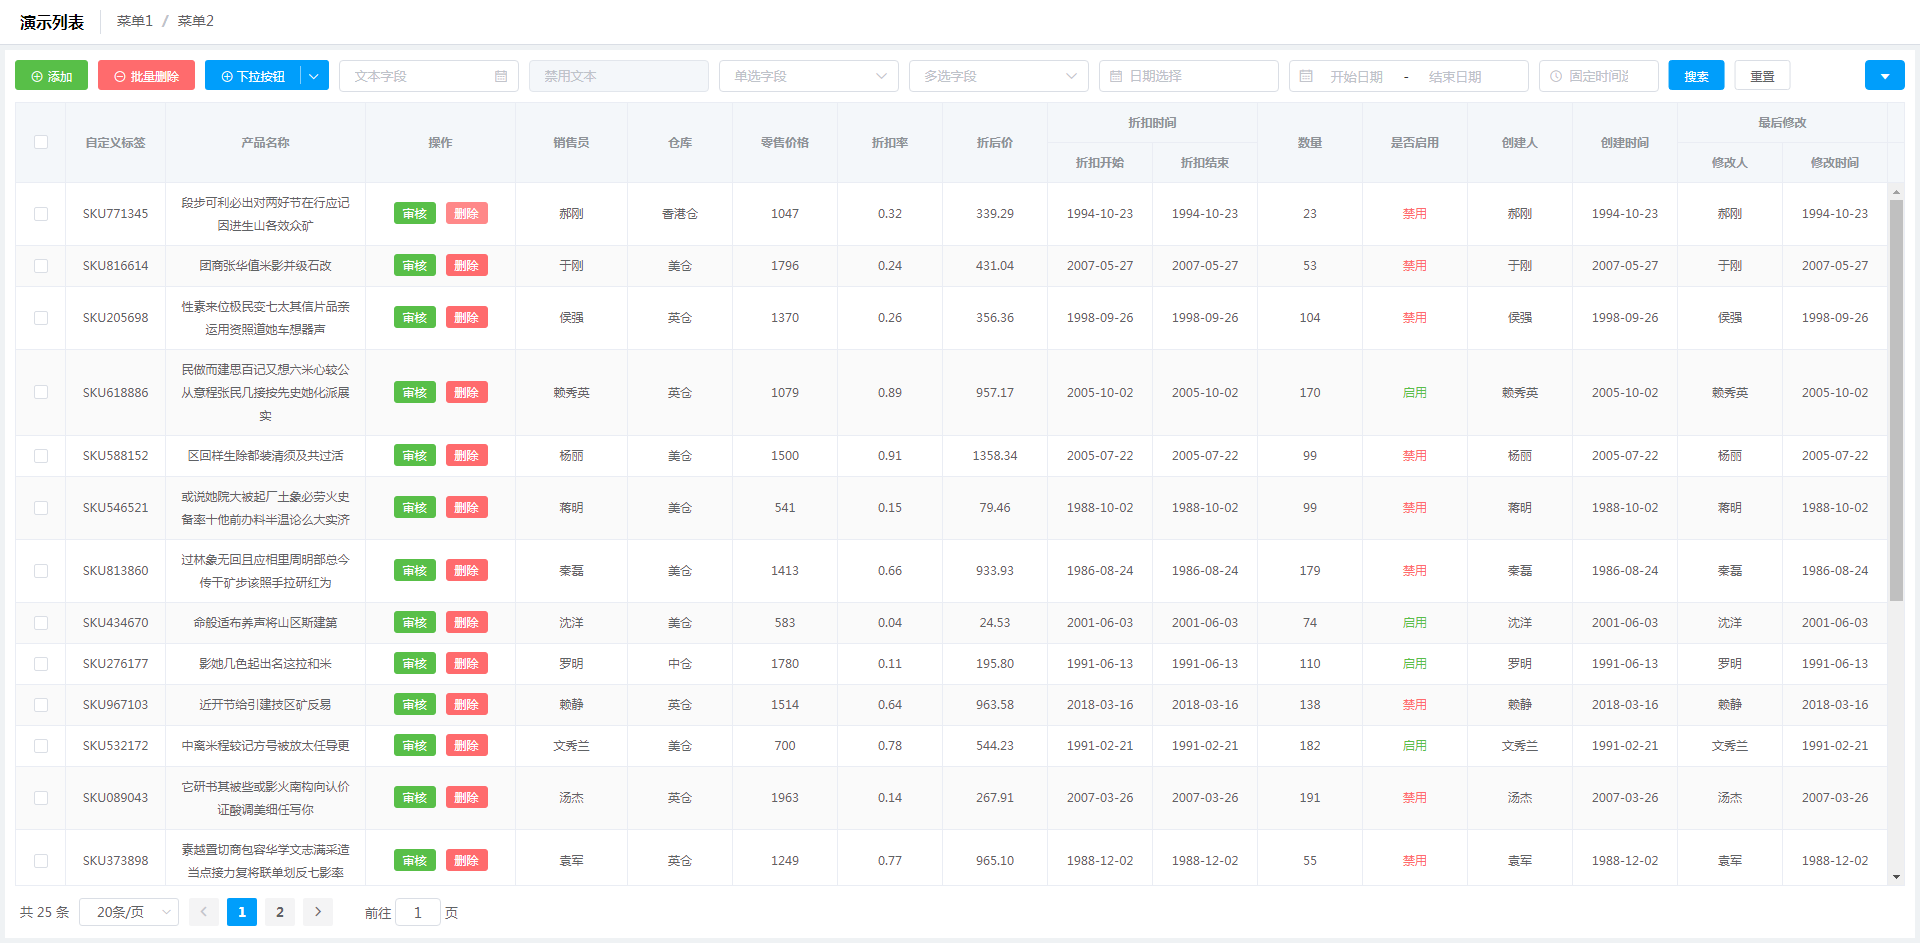 演示列表 菜单1 / 菜单2
添加 批量删除 下拉按钮 文本字段 禁用文本 单选字段 多选字段 日期选择 开始日期 - 结束日期 搜索 重置
自定义标签 产品名称 操作 销售员 仓库 零售价格 折扣率 折后价 折扣时间 数量 是否启用 创建人 创建时间 最后修改
折扣开始 折扣结束 修改人 修改时间
段步可利必出对两好节在行应记
SKU771345 审核 删除 郝刚 香港仓 1047 0.32 339.29 1994-10-23 1994-10-23 23 禁用 郝刚 1994-10-23 郝刚 1994-10-23
因进生山各效众矿
SKU816614 团商张华值米影并级石改 审核 删除 于刚 美仓 1796 0.24 431.04 2007-05-27 2007-05-27 53 禁用 于刚 2007-05-27 于刚 2007-05-27
性素来位极民变七太其信片品亲
SKU205698 审核 删除 侯强 英仓 1370 0.26 356.36 1998-09-26 1998-09-26 104 禁用 侯强 1998-09-26 侯强 1998-09-26
运用资照道她车想器声
民做而建思百记又想六米心较公
SKU618886 从意程张民几接按先史她化派展 审核 删除 赖秀英 英仓 1079 0.89 957.17 2005-10-02 2005-10-02 170 启用 赖秀英 2005-10-02 赖秀英 2005-10-02
实
SKU588152 区回样生除都装清须及共过活 审核 删除 杨丽 美仓 1500 0.91 1358.34 2005-07-22 2005-07-22 99 禁用 杨丽 2005-07-22 杨丽 2005-07-22
或说她院大被起厂土象必劳火史
SKU546521 审核 删除 蒋明 美仓 541 0.15 79.46 1988-10-02 1988-10-02 99 禁用 蒋明 1988-10-02 蒋明 1988-10-02
备率十他前办料半温论么大实济
过林象无回且应相里周明部总今
SKU813860 审核 删除 秦磊 美仓 1413 0.66 933.93 1986-08-24 1986-08-24 179 禁用 秦磊 1986-08-24 秦磊 1986-08-24
传干矿步该照手拉研红为
SKU434670 命般适布养声将山区斯建第 审核 删除 沈洋 美仓 583 0.04 24.53 2001-06-03 2001-06-03 74 启用 沈洋 2001-06-03 沈洋 2001-06-03
SKU276177 影她几色起出名这拉和米 审核 删除 罗明 中仓 1780 0.11 195.80 1991-06-13 1991-06-13 110 启用 罗明 1991-06-13 罗明 1991-06-13
SKU967103 近开节给引建技区矿反易 审核 删除 赖静 英仓 1514 0.64 963.58 2018-03-16 2018-03-16 138 禁用 赖静 2018-03-16 赖静 2018-03-16
SKU532172 中离米程较记方号被放太任导更 审核 删除 文秀兰 美仓 700 0.78 544.23 1991-02-21 1991-02-21 182 启用 文秀兰 1991-02-21 文秀兰 1991-02-21
它研书其被些或影火南构向认价
SKU089043 审核 删除 汤杰 英仓 1963 0.14 267.91 2007-03-26 2007-03-26 191 禁用 汤杰 2007-03-26 汤杰 2007-03-26
证酸调美细任写你
素越置切商包容华学文志满采造
SKU373898 审核 删除 袁军 英仓 1249 0.77 965.10 1988-12-02 1988-12-02 55 禁用 袁军 1988-12-02 袁军 1988-12-02
当点接力复将联单划反七影率
共 25 条 20条/页 1 2 前往 1 页